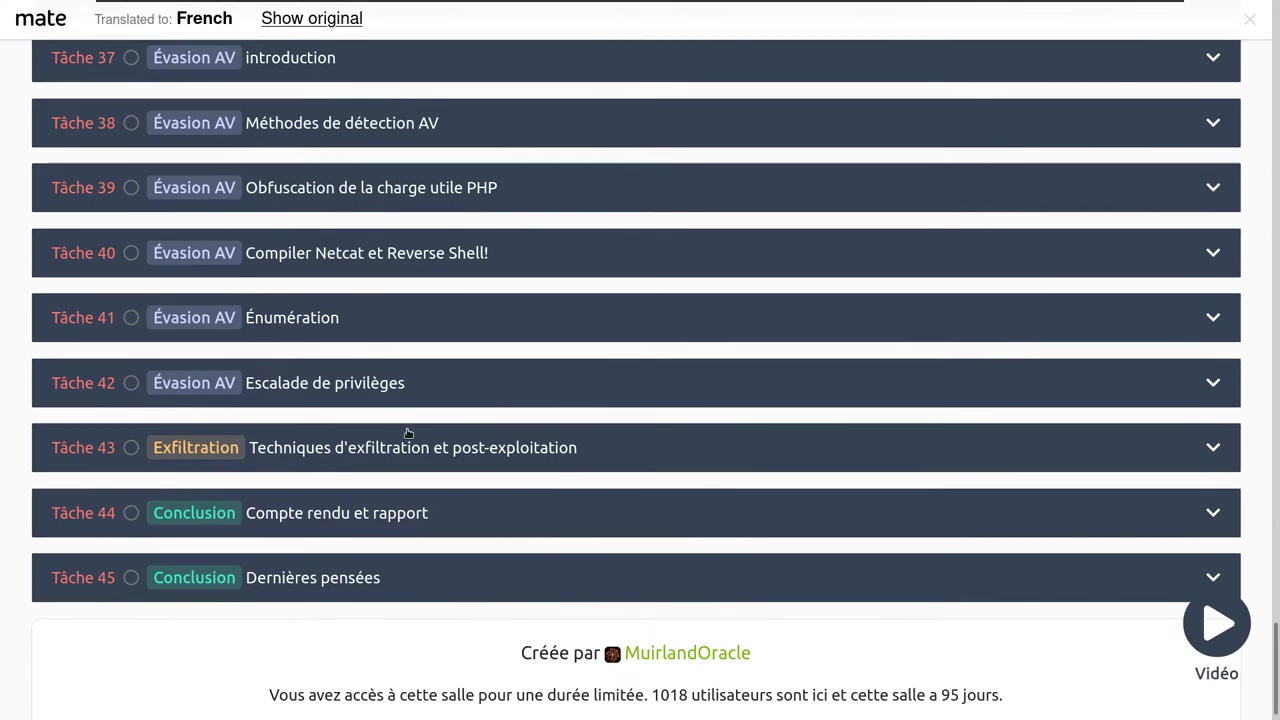 mate Translated to: French Show original
Tâche 37 Évasion AV introduction
Tâche 38 Évasion AV Méthodes de détection AV
Tâche 39 Évasion AV Obfuscation de la charge utile PHP
Tâche 40 Évasion AV Compiler Netcat et Reverse Shell!
Tâche 41 Évasion AV Énumération
Tâche 42 Évasion AV Escalade de privilèges
Tâche 43 Exfiltration Techniques d'exfiltration et post-exploitation
Tâche 44 Conclusion Compte rendu et rapport
Tâche 45 Conclusion Dernières pensées
Créée par MuirlandOracle
Vidéo
Vous avez accès à cette salle pour une durée limitée. 1018 utilisateurs sont ici et cette salle a 95 jours.